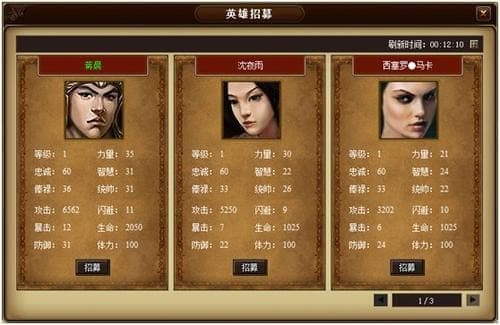 英雄招募
刷新时间：00:12:10
蒋晨
等级：1 力量：35
忠诚：60 智慧：31
俸禄：36 统帅：31
攻击：6562 闪避：11
暴击：12 生命：2050
防御：31 体力：100
招募
沈夜雨
等级：1 力量：30
忠诚：60 智慧：22
俸禄：33 统帅：26
攻击：5250 闪避：9
暴击：7 生命：1025
防御：22 体力：100
招募
西塞罗●马卡
等级：1 力量：21
忠诚：60 智慧：24
俸禄：33 统帅：22
攻击：3202 闪避：10
暴击：6 生命：1025
防御：24 体力：100
招募
1/3